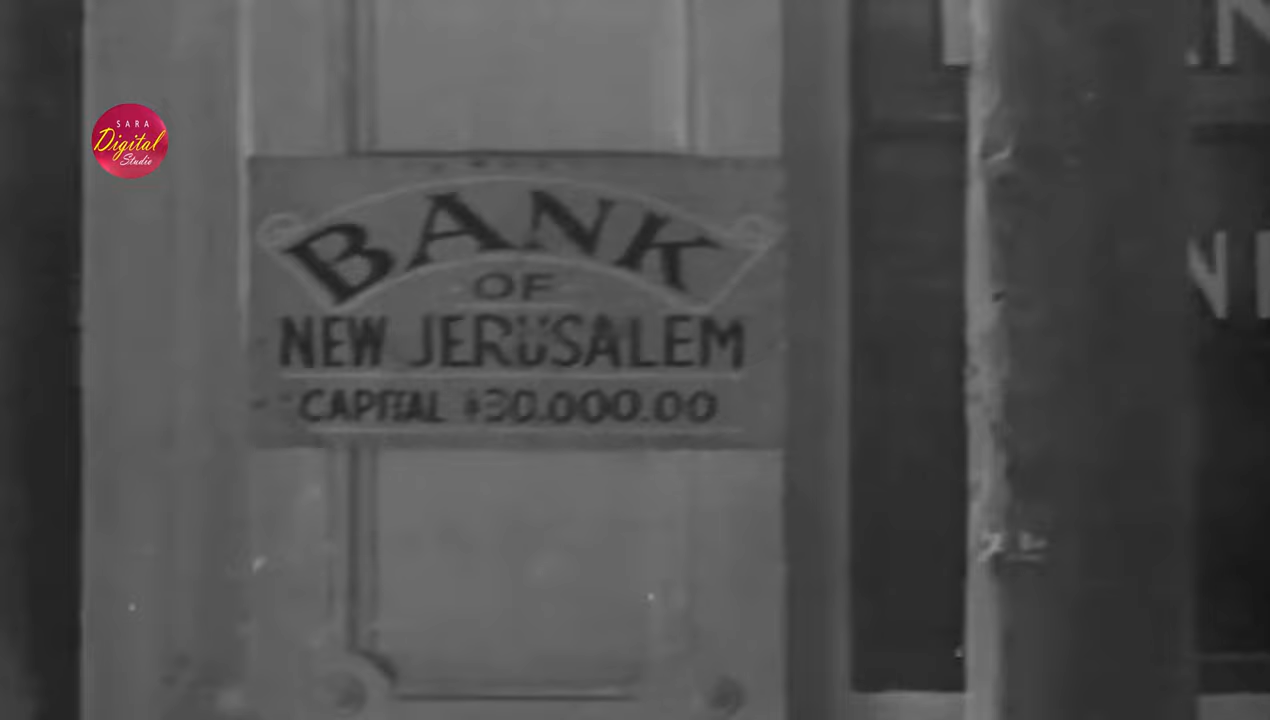 SARA
Digital
Studio
BANK
OF
NEW JERUSALEM
CAPITAL $30.000.00